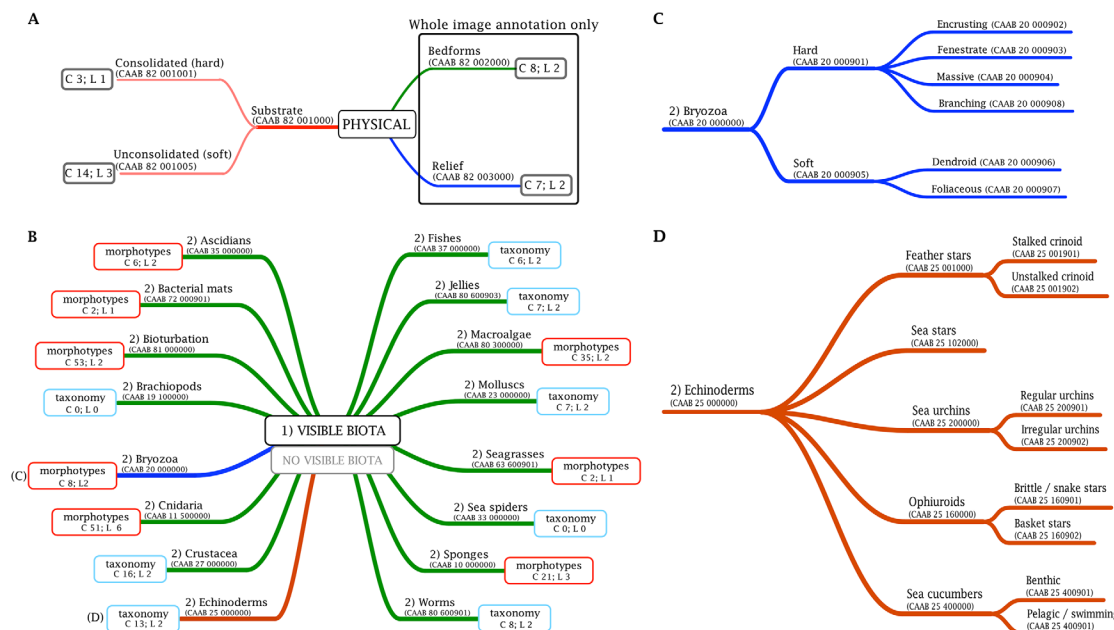 A
Whole image annotation only
Consolidated (hard)
(CAAB 82 001001)
C 3; L 1
Bedforms
(CAAB 82 002000)
C 8; L 2
Substrate
(CAAB 82 001000)
PHYSICAL
Unconsolidated (soft)
(CAAB 82 001005)
C 14; L 3
Relief
(CAAB 82 003000)
C 7; L 2
B
2) Ascidians
(CAAB 35 000000)
morphotypes
C 6; L 2
2) Bacterial mats
(CAAB 72 000901)
morphotypes
C 2; L 1
2) Bioturbation
(CAAB 81 000000)
morphotypes
C 53; L 2
2) Brachiopods
(CAAB 19 100000)
taxonomy
C 0; L 0
2) Bryozoa
(CAAB 20 000000)
(C)
morphotypes
C 8; L2
2) Cnidaria
(CAAB 11 500000)
morphotypes
C 51; L 6
2) Crustacea
(CAAB 27 000000)
taxonomy
C 16; L 2
2) Echinoderms
(CAAB 25 000000)
(D)
taxonomy
C 13; L 2
1) VISIBLE BIOTA
NO VISIBLE BIOTA
2) Fishes
(CAAB 37 000000)
taxonomy
C 6; L 2
2) Jellies
(CAAB 80 600903)
taxonomy
C 7; L 2
2) Macroalgae
(CAAB 80 300000)
morphotypes
C 35; L 2
2) Molluscs
(CAAB 23 000000)
taxonomy
C 7; L 2
2) Seagrasses
(CAAB 63 600901)
morphotypes
C 2; L 1
2) Sea spiders
(CAAB 33 000000)
taxonomy
C 0; L 0
2) Sponges
(CAAB 10 000000)
morphotypes
C 21; L 3
2) Worms
(CAAB 80 600901)
taxonomy
C 8; L 2
C
2) Bryozoa
(CAAB 20 000000)
Hard
(CAAB 20 000901)
Encrusting (CAAB 20 000902)
Fenestrate (CAAB 20 000903)
Massive (CAAB 20 000904)
Branching (CAAB 20 000908)
Soft
(CAAB 20 000905)
Dendroid (CAAB 20 000906)
Foliaceous (CAAB 20 000907)
D
2) Echinoderms
(CAAB 25 000000)
Feather stars
(CAAB 25 001000)
Stalked crinoid
(CAAB 25 001901)
Unstalked crinoid
(CAAB 25 001902)
Sea stars
(CAAB 25 102000)
Sea urchins
(CAAB 25 200000)
Regular urchins
(CAAB 25 200901)
Irregular urchins
(CAAB 25 200902)
Ophiuroids
(CAAB 25 160000)
Brittle / snake stars
(CAAB 25 160901)
Basket stars
(CAAB 25 160902)
Sea cucumbers
(CAAB 25 400000)
Benthic
(CAAB 25 400901)
Pelagic / swimmin
(CAAB 25 400901)